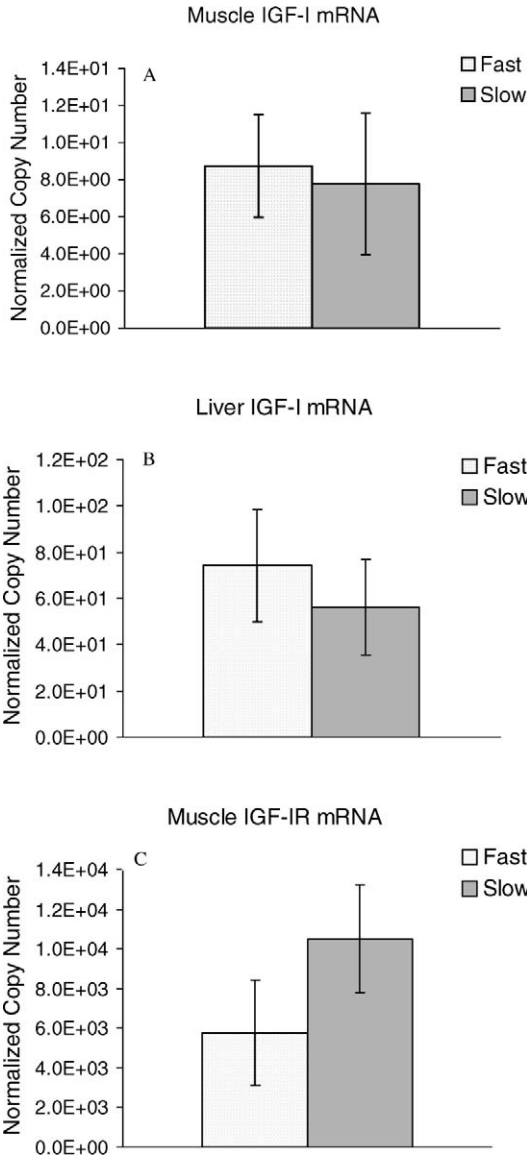 Muscle IGF-I mRNA
A
Fast
Slow
Normalized Copy Number
1.4E+01
1.2E+01
1.0E+01
8.0E+00
6.0E+00
4.0E+00
2.0E+00
0.0E+00
Liver IGF-I mRNA
B
Fast
Slow
Normalized Copy Number
1.2E+02
1.0E+02
8.0E+01
6.0E+01
4.0E+01
2.0E+01
0.0E+00
Muscle IGF-IR mRNA
C
Fast
Slow
Normalized Copy Number
1.4E+04
1.2E+04
1.0E+04
8.0E+03
6.0E+03
4.0E+03
2.0E+03
0.0E+00